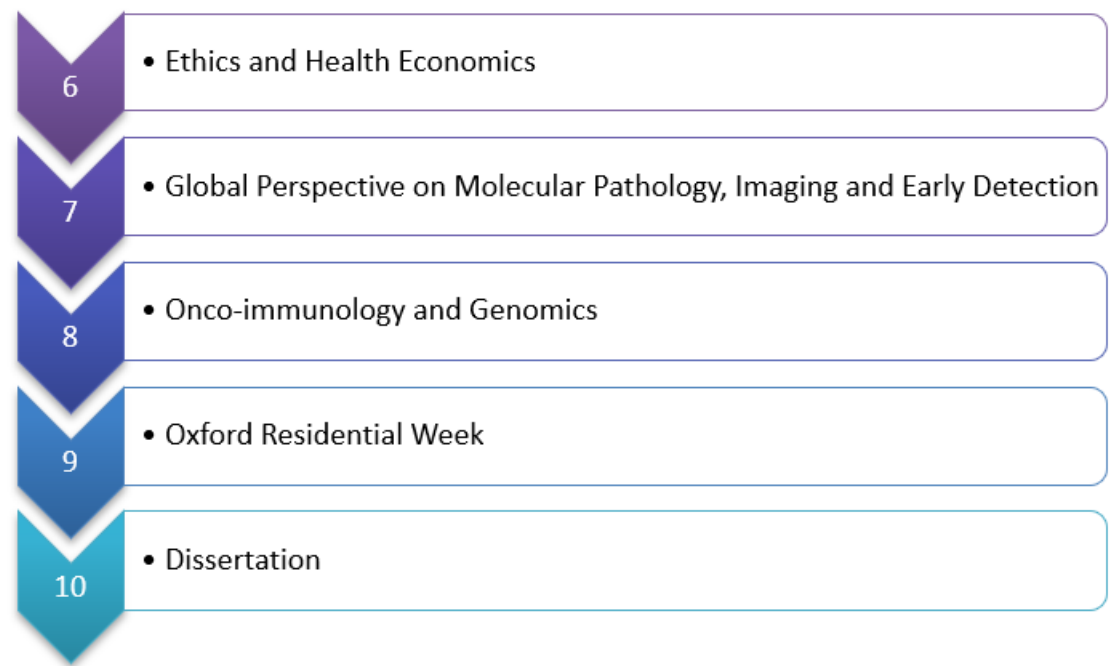 6
• Ethics and Health Economics
7
• Global Perspective on Molecular Pathology, Imaging and Early Detection
8
• Onco-immunology and Genomics
9
• Oxford Residential Week
10
• Dissertation